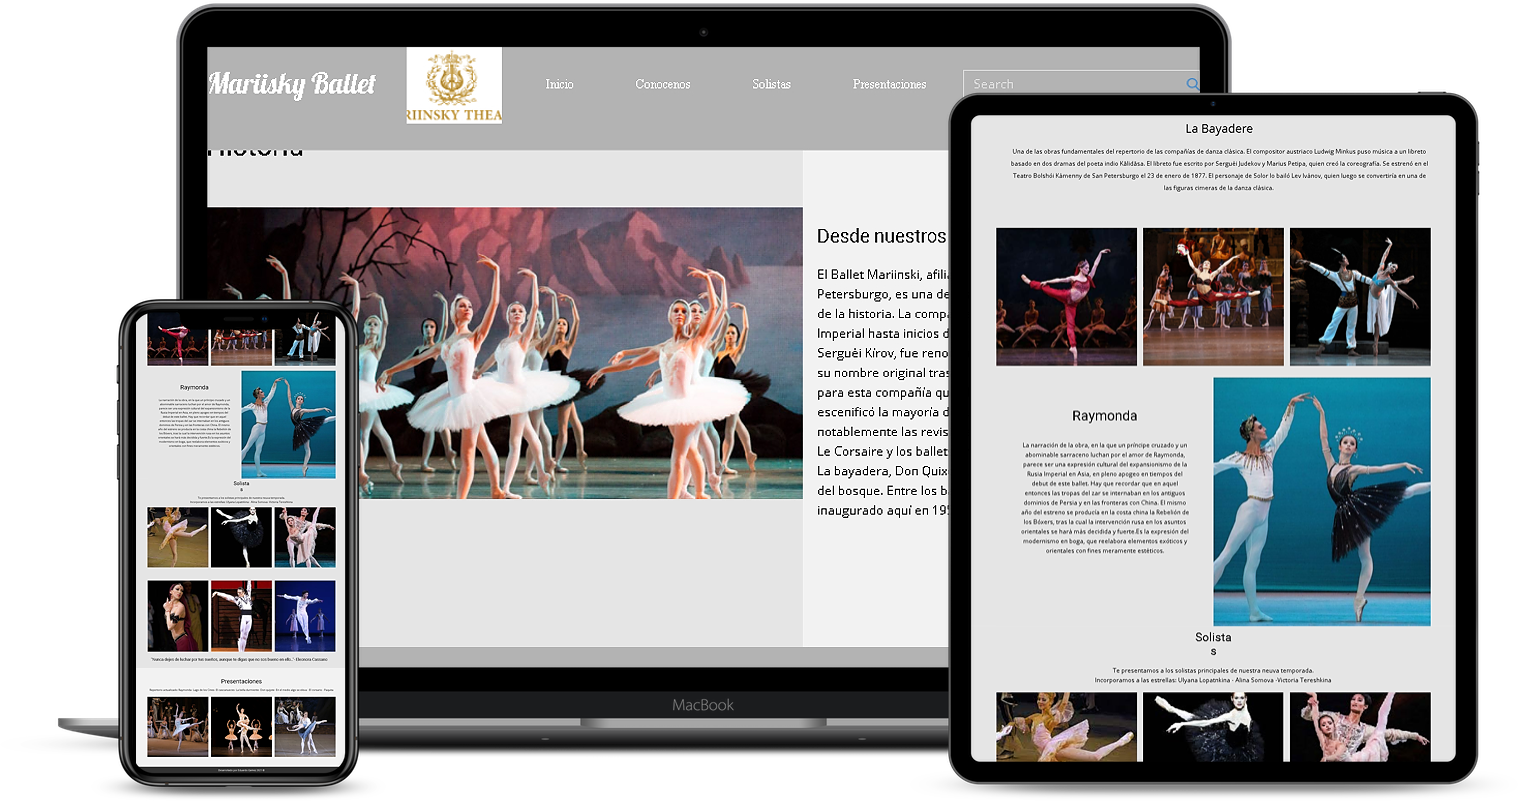 Mariisky Ballet
RIINSKY THEA
Inicio
Conocenos
Solistas
Presentaciones
Search
Historia
Desde nuestros
El Ballet Mariinski, afili
Petersburgo, es una de
de la historia. La compa
Imperial hasta inicios d
Serguéi Kírov, fue reno
su nombre original tras
para esta compañía qu
escenificó la mayoría d
notablemente las revis
Le Corsaire y los ballet
La bayadera, Don Quix
del bosque. Entre los b
inaugurado aquí en 195
MacBook
La Bayadere
Una de las obras fundamentales del repertorio de las compañías de danza clásica. El compositor austriaco Ludwig Minkus puso música a un libreto
basado en dos dramas del poeta indio Kãlidãsa. El libreto fue escrito por Serguéi Judekov y Marius Petipa, quien creó la coreografía. Se estrenó en el
Teatro Bolshói Kámenny de San Petersburgo el 23 de enero de 1877. El personaje de Solor lo bailó Lev Ivánov, quien luego se convertiría en una de
las figuras cimeras de la danza clásica.
Raymonda
La narración de la obra, en la que un príncipe cruzado y un
abominable sarraceno luchan por el amor de Raymonda,
parece ser una expresión cultural del expansionismo de la
Rusia Imperial en Asia, en pleno apogeo en tiempos del
debut de este ballet. Hay que recordar que en aquel
entonces las tropas del zar se internaban en los antiguos
dominios de Persia y en las fronteras con China. El mismo
año del estreno se producía en la costa china la Rebelión de
los Bóxers, tras la cual la intervención rusa en los asuntos
orientales se hará más decidida y fuerte.Es la expresión del
modernismo en boga, que reelabora elementos exóticos y
orientales con fines meramente estéticos.
Solista
s
Te presentamos a los solistas principales de nuestra neuva temporada.
Incorporamos a las estrellas: Ulyana Lopatnkina - Alina Somova -Victoria Tereshkina
Raymonda
Solista
s
Te presentamos a los solistas principales de nuestra neuva temporada.
"Nunca dejes de luchar por tus sueños, aunque te digan que no sos bueno en ello.." -Eleonora Cassano
Presentaciones